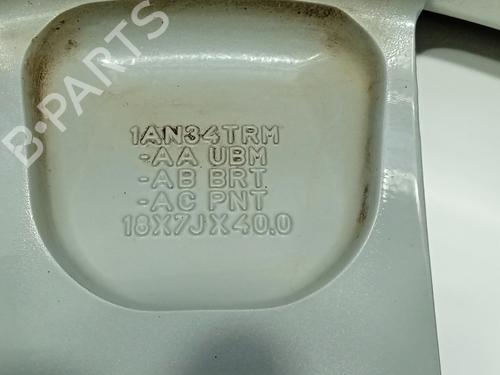 B-PARTS
1AN34TRM
-AA UBM
-AB BRT
-AC PNT
18X7JX40.0